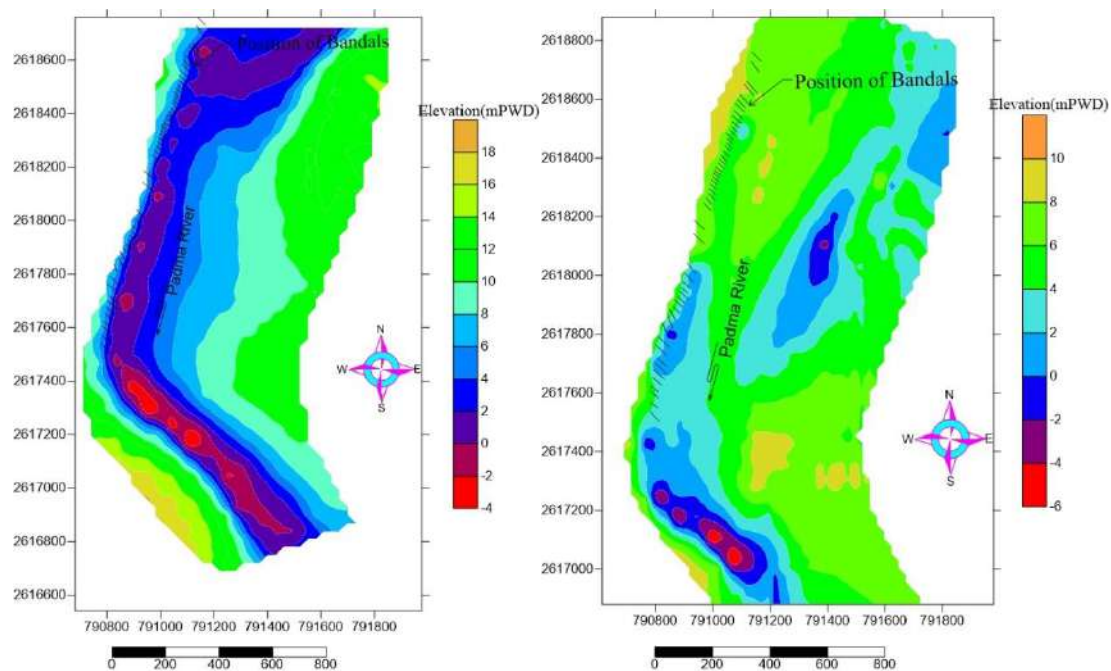 Position of Bandals
Elevation(mPWD)
18
16
14
12
10
8
6
4
2
0
-2
-4
2618600
2618400
2618200
2618000
2617800
2617600
2617400
2617200
2617000
2616800
2616600
Padma River
N
W E
S
790800 791000 791200 791400 791600 791800
0 200 400 600 800
Position of Bandals
Elevation(mPWD)
10
8
6
4
2
0
-2
-4
-6
2618800
2618600
2618400
2618200
2618000
2617800
2617600
2617400
2617200
2617000
Padma River
N
W E
S
790800 791000 791200 791400 791600 791800
0 200 400 600 800